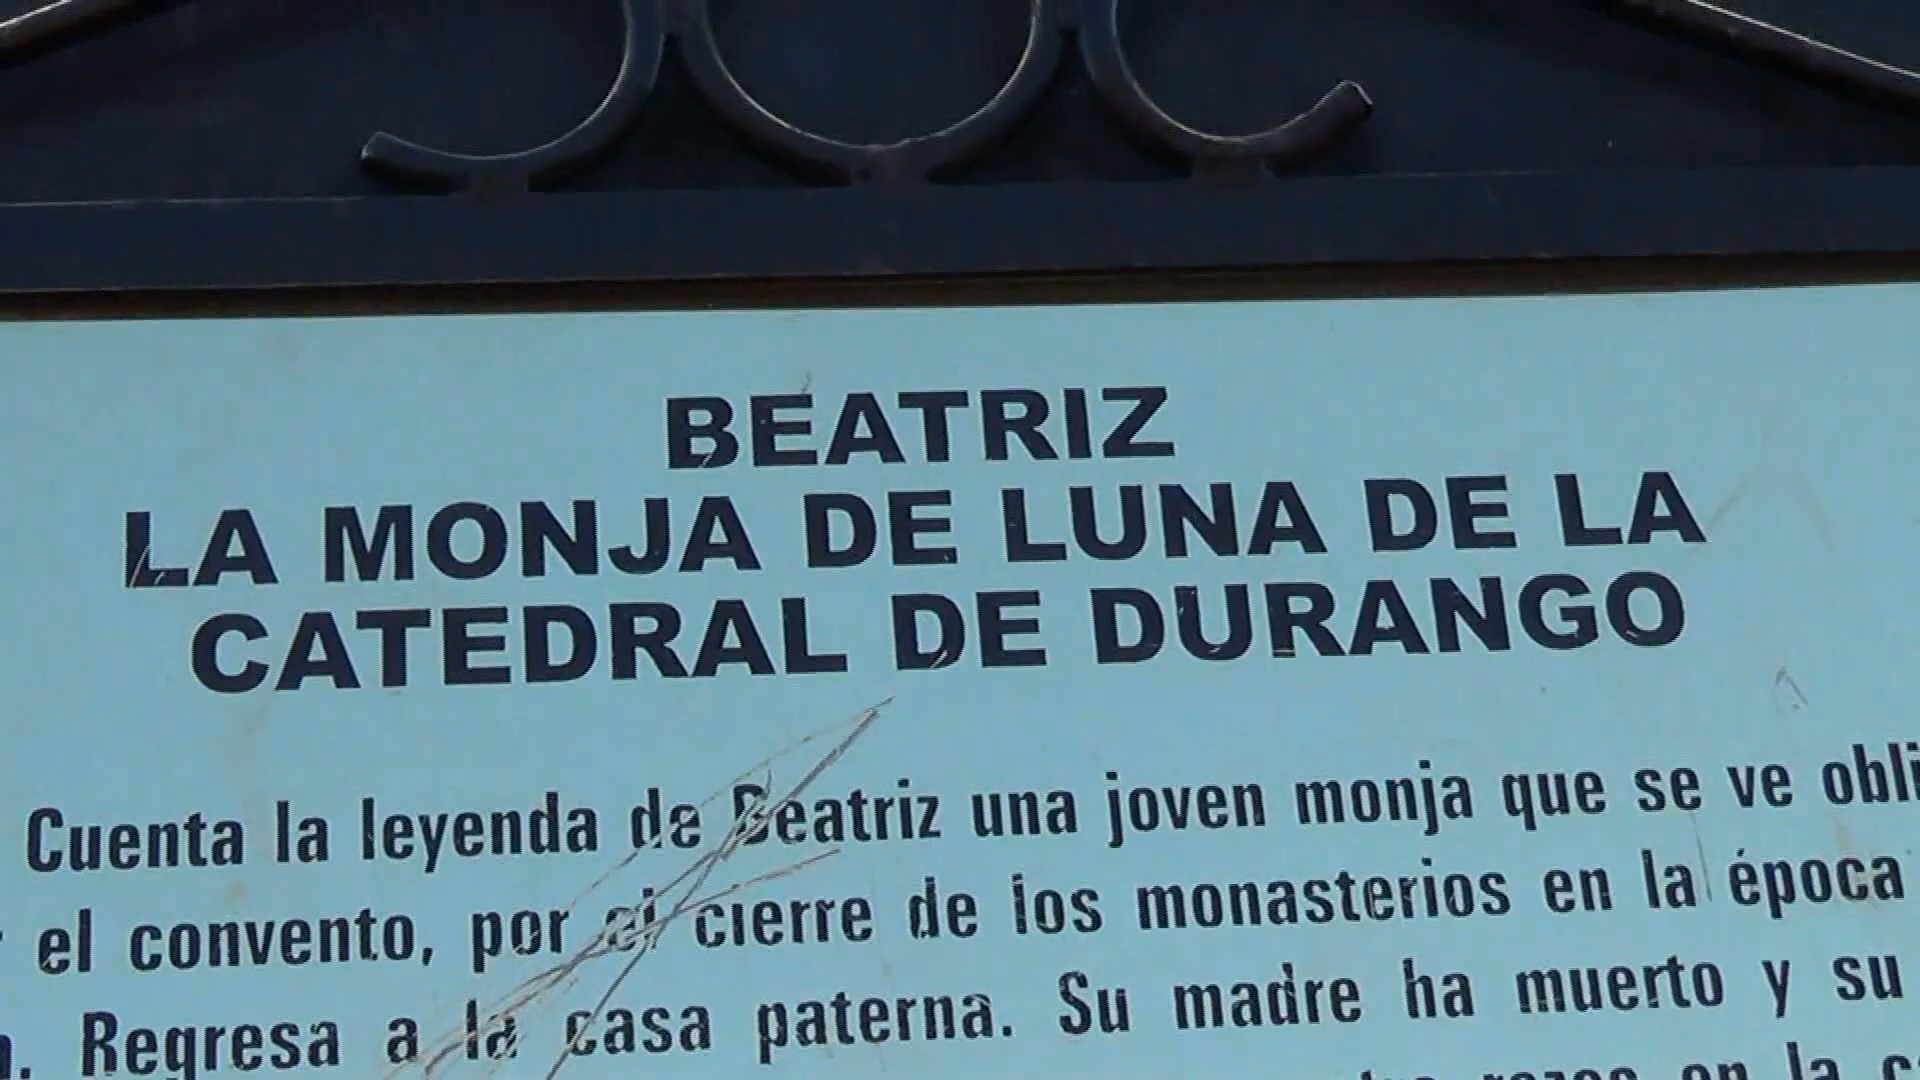 BEATRIZ
LA MONJA DE LUNA DE LA
CATEDRAL DE DURANGO
Cuenta la leyenda de Beatriz una joven monja que se ve
el convento, por el cierre de los monasterios en la época
Regresa a la casa paterna. Su madre ha muerto y su
en la